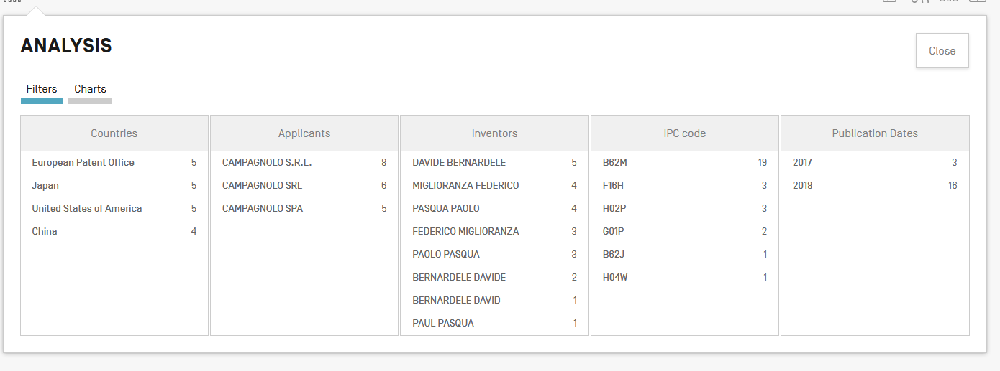 ANALYSIS
Close
Filters Charts
Countries Applicants Inventors IPC code Publication Dates
European Patent Office 5 CAMPAGNOLO S.R.L. 8 DAVIDE BERNARDELE 5 B62M 19 2017 3
Japan 5 CAMPAGNOLO SRL 6 MIGLIORANZA FEDERICO 4 F16H 3 2018 16
United States of America 5 CAMPAGNOLO SPA 5 PASQUA PAOLO 4 H02P 3
China 4 FEDERICO MIGLIORANZA 3 G01P 2
PAOLO PASQUA 3 B62J 1
BERNARDELE DAVIDE 2 H04W 1
BERNARDELE DAVID 1
PAUL PASQUA 1